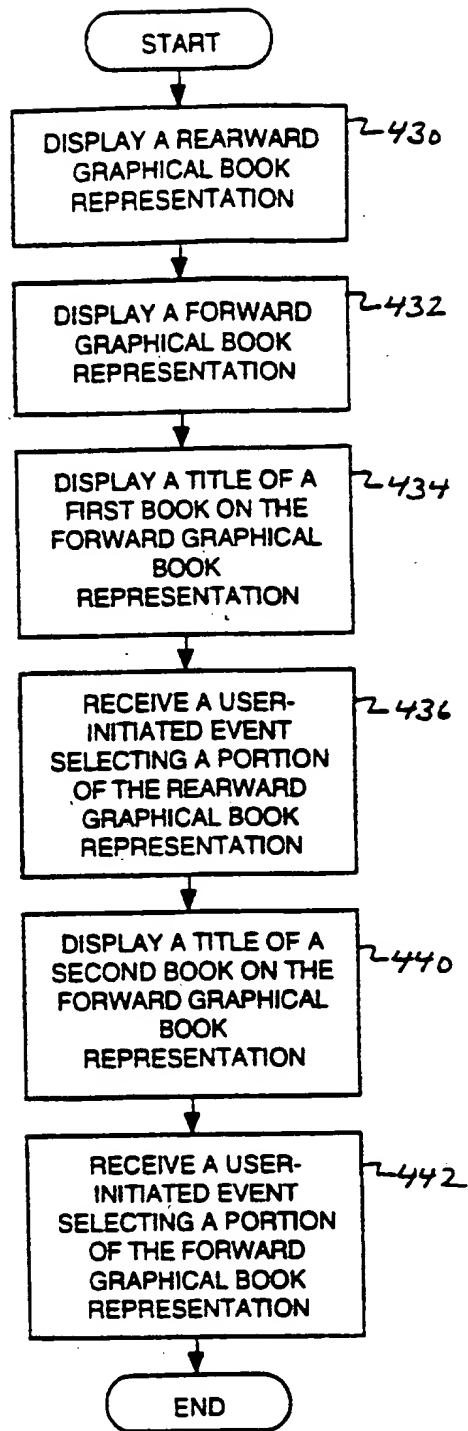 START
DISPLAY A REARWARD
GRAPHICAL BOOK
REPRESENTATION
430
DISPLAY A FORWARD
GRAPHICAL BOOK
REPRESENTATION
432
DISPLAY A TITLE OF A
FIRST BOOK ON THE
FORWARD GRAPHICAL
BOOK
REPRESENTATION
434
RECEIVE A USER-
INITIATED EVENT
SELECTING A PORTION
OF THE REARWARD
GRAPHICAL BOOK
REPRESENTATION
436
DISPLAY A TITLE OF A
SECOND BOOK ON THE
FORWARD GRAPHICAL
BOOK
REPRESENTATION
440
RECEIVE A USER-
INITIATED EVENT
SELECTING A PORTION
OF THE FORWARD
GRAPHICAL BOOK
REPRESENTATION
442
END